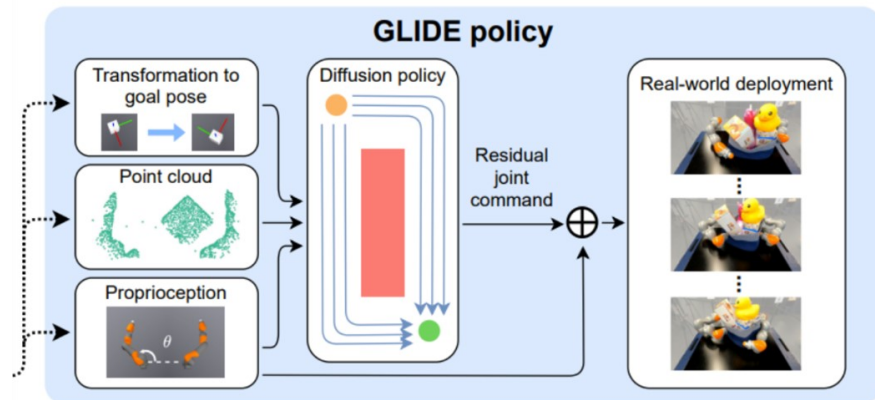 GLIDE policy
Transformation to
goal pose
Point cloud
Proprioception
θ
Diffusion policy
Residual
joint
command
Real-world deployment